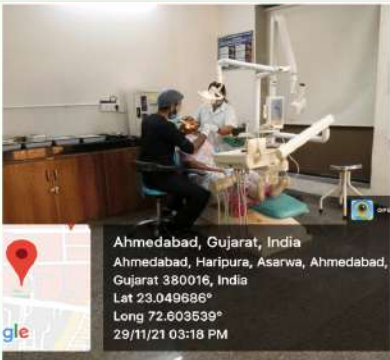 Ahmedabad, Gujarat, India
Ahmedabad, Haripura, Asarwa, Ahmedabad,
Gujarat 380016, India
Lat 23.049686°
Long 72.603539°
29/11/21 03:18 PM
gle